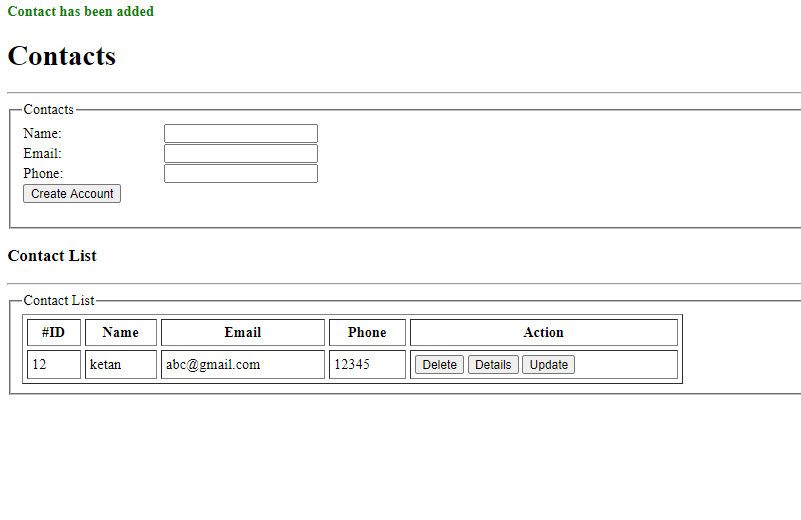 Contact has been added
Contacts
Contacts
Name:
Email:
Phone:
Create Account
Contact List
Contact List
#ID Name Email Phone Action
12 ketan abc@gmail.com 12345 Delete Details Update